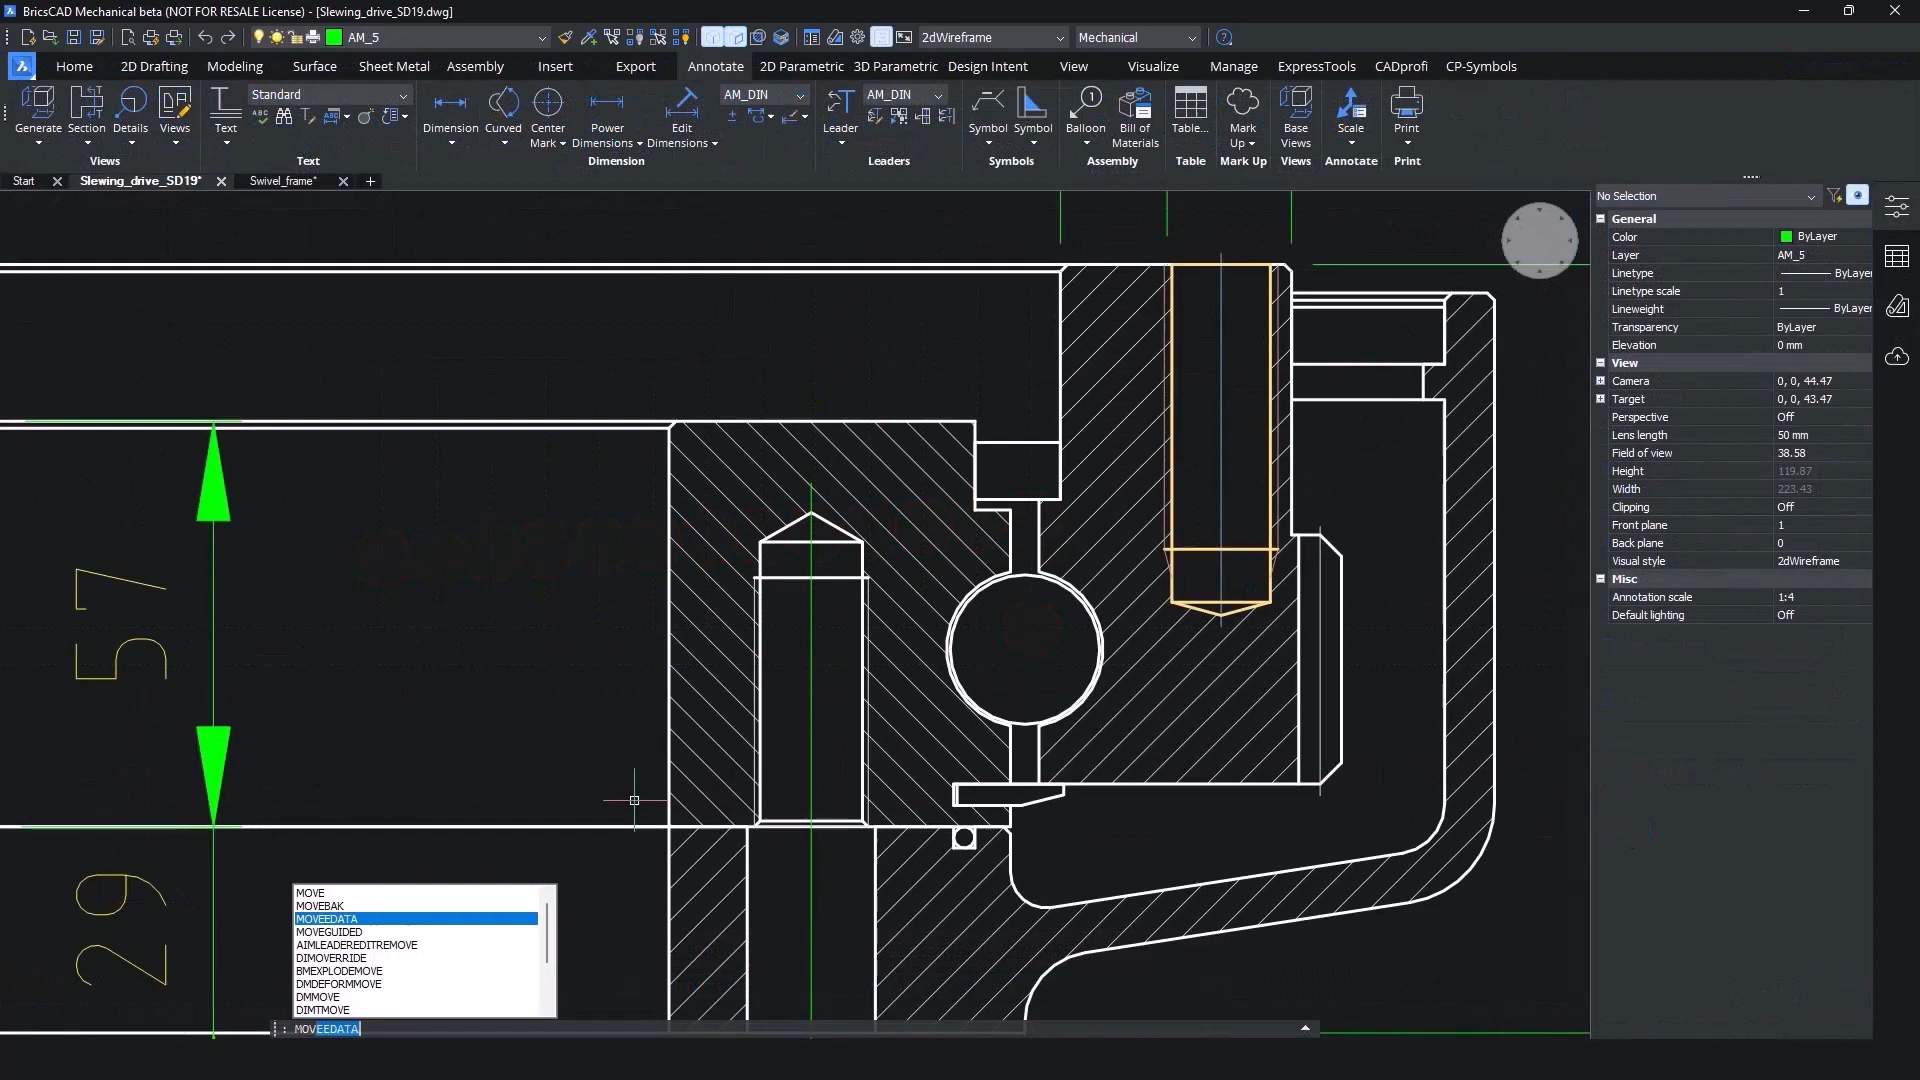 BricsCAD Mechanical beta (NOT FOR RESALE License) - [Slewing_drive_SD19.dwg]
AM_5
2dWireframe
Mechanical
Home 2D Drafting Modeling Surface Sheet Metal Assembly Insert Export Annotate 2D Parametric 3D Parametric Design Intent View Visualize Manage ExpressTools CADprofi CP-Symbols
Standard
AM_DIN
AM_DIN
Generate Section Details Views
Text
Dimension Curved Center Mark Power Dimensions Edit Dimensions
Leader
Symbol Symbol
Balloon Bill of Materials
Table...
Mark Up
Base Views
Scale
Print
Views Text Dimension Leaders Symbols Assembly Table Mark Up Views Annotate Print
Start Slewing_drive_SD19* Swivel_frame*
57
29
MOVE
MOVEBAK
MOVEEDATA
MOVEGUIDED
AIMLEADEREDITREMOVE
DIMOVERRIDE
BMEXPLODEMOVE
DMDEFORMMOVE
DMMOVE
DIMTMOVE
: MOVEEDATA
No Selection
General
Color ByLayer
Layer AM_5
Linetype ByLayer
Linetype scale 1
Lineweight ByLayer
Transparency ByLayer
Elevation 0 mm
View
Camera 0, 0, 44.47
Target 0, 0, 43.47
Perspective Off
Lens length 50 mm
Field of view 38.58
Height 119.87
Width 223.43
Clipping Off
Front plane 1
Back plane 0
Visual style 2dWireframe
Misc
Annotation scale 1:4
Default lighting Off